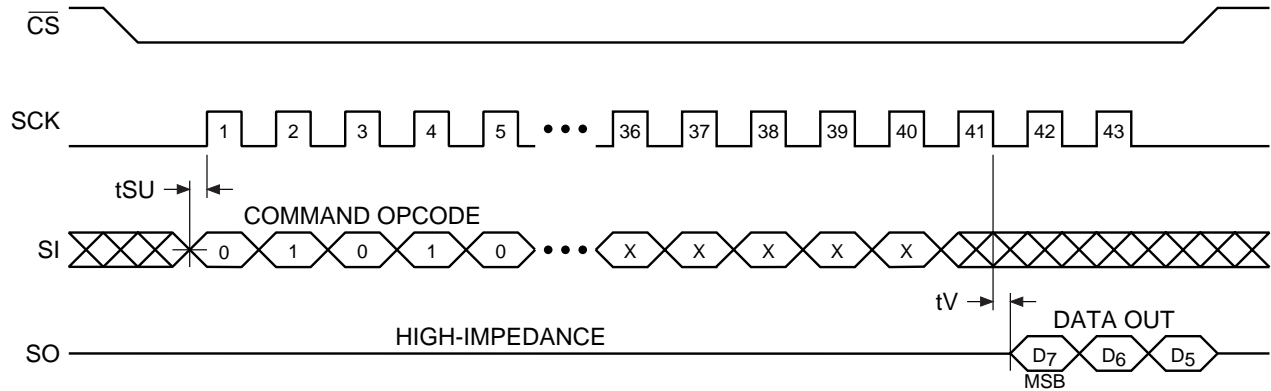 CS
SCK
1 2 3 4 5 ••• 36 37 38 39 40 41 42 43
tSU
COMMAND OPCODE
SI
0 1 0 1 0 ••• X X X X X
tV
HIGH-IMPEDANCE
DATA OUT
SO
D7 D6 D5
MSB